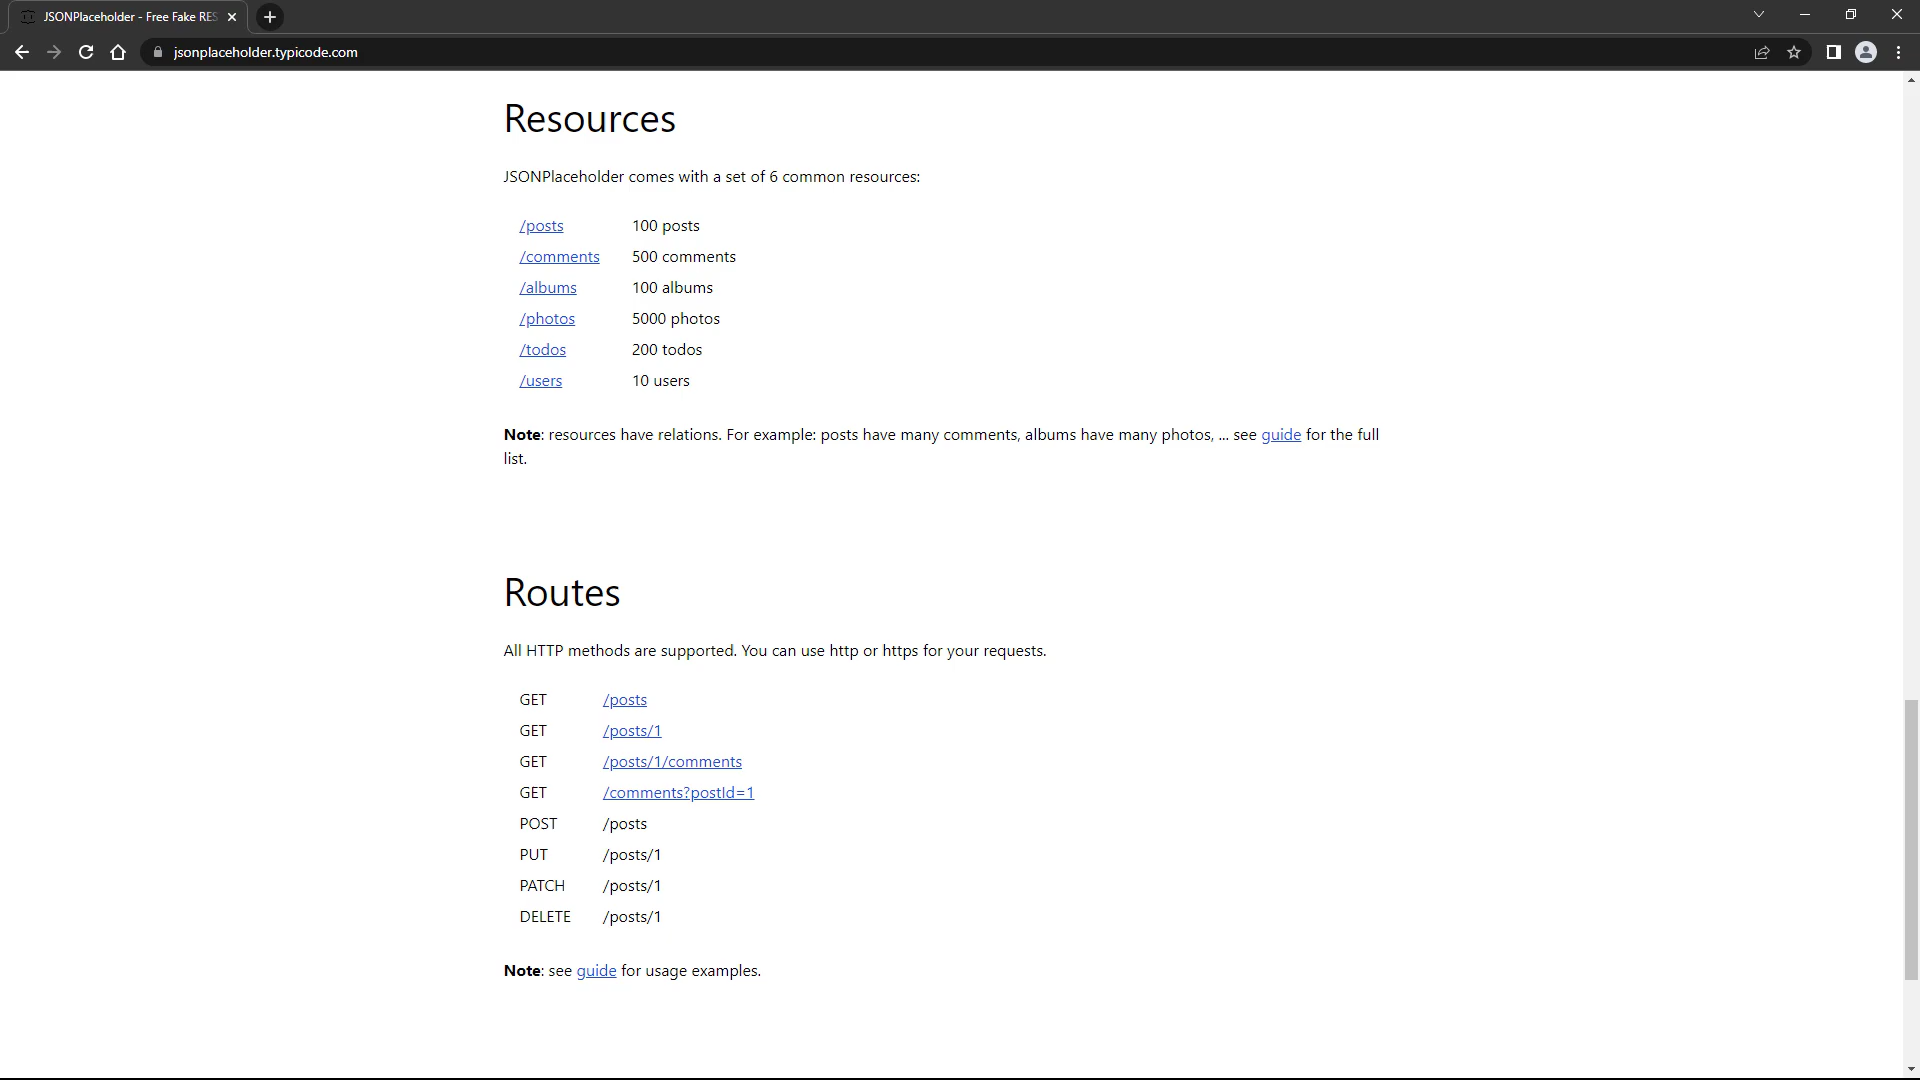 JSONPlaceholder - Free Fake RES
jsonplaceholder.typicode.com
Resources
JSONPlaceholder comes with a set of 6 common resources:
/posts 100 posts
/comments 500 comments
/albums 100 albums
/photos 5000 photos
/todos 200 todos
/users 10 users
Note: resources have relations. For example: posts have many comments, albums have many photos, ... see guide for the full
list.
Routes
All HTTP methods are supported. You can use http or https for your requests.
GET /posts
GET /posts/1
GET /posts/1/comments
GET /comments?postId=1
POST /posts
PUT /posts/1
PATCH /posts/1
DELETE /posts/1
Note: see guide for usage examples.